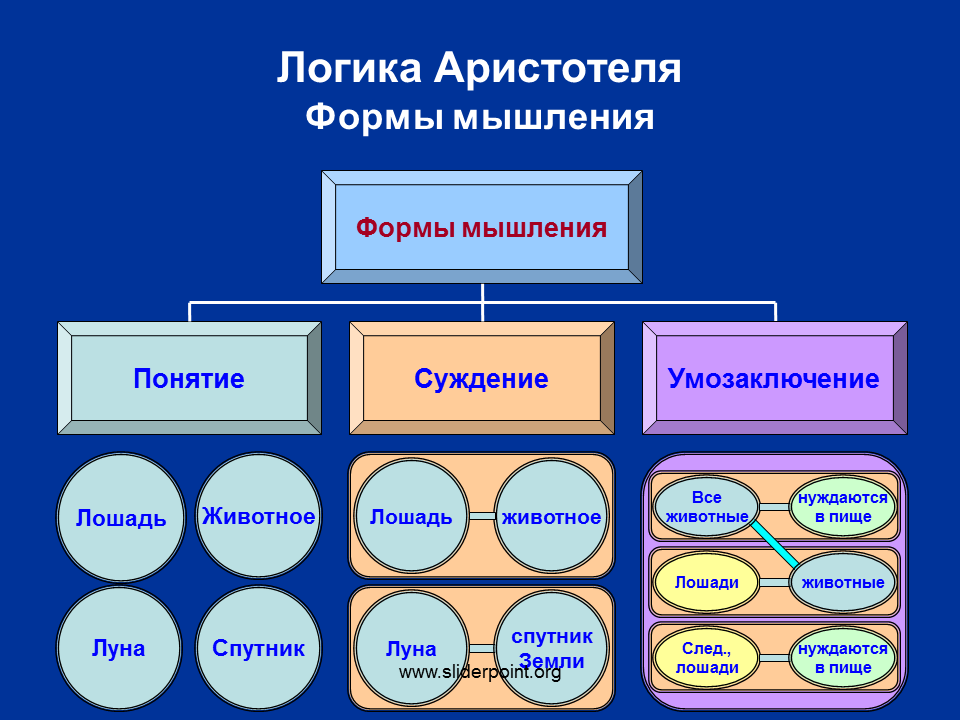 Логика Аристотеля
Формы мышления
Формы мышления
Понятие
Суждение
Умозаключение
Лошадь
Животное
Луна
Спутник
Лошадь
животное
Луна
спутник
Земли
Все
животные
нуждаются
в пище
Лошади
животные
След.,
лошади
нуждаются
в пище
www.sliderpoint.org